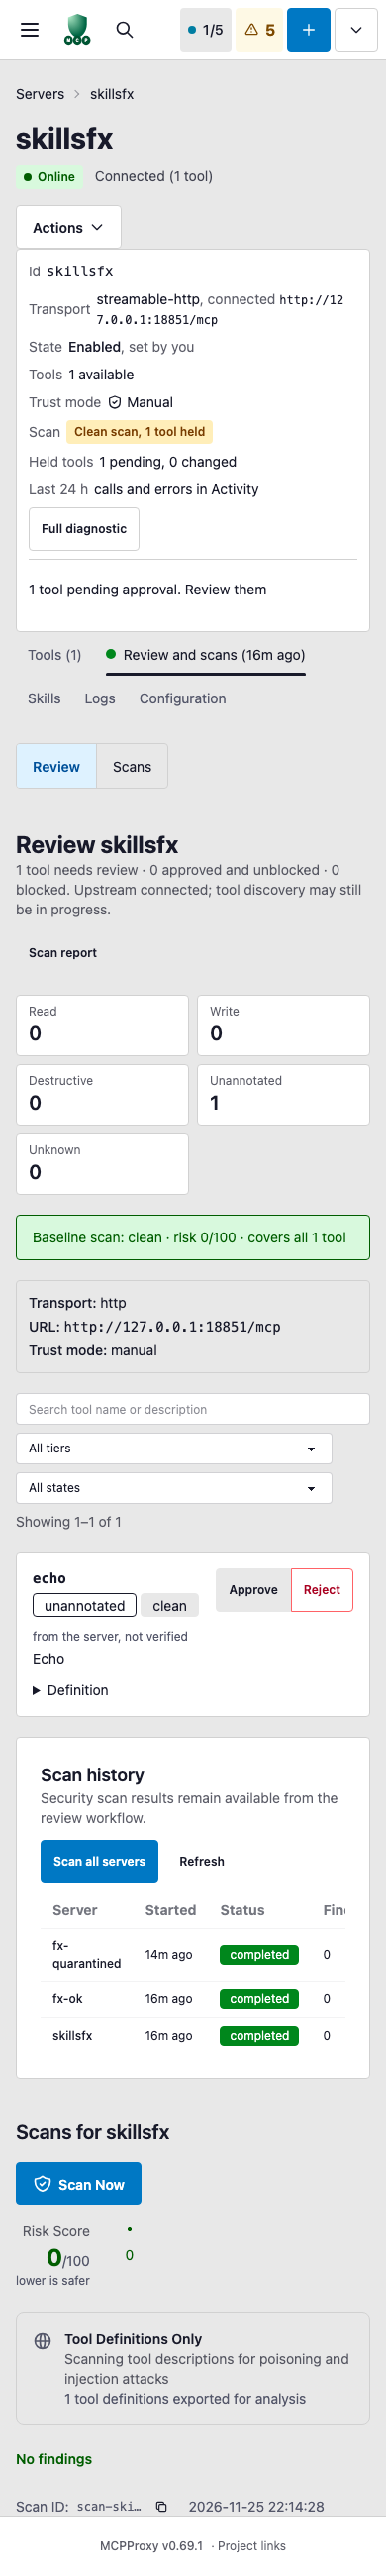 1/5
5
Servers
skillsfx
skillsfx
Online
Connected (1 tool)
Actions
Id skillsfx
Transport streamable-http, connected http://12
7.0.0.1:18851/mcp
State Enabled, set by you
Tools 1 available
Trust mode Manual
Scan Clean scan, 1 tool held
Held tools 1 pending, 0 changed
Last 24 h calls and errors in Activity
Full diagnostic
1 tool pending approval. Review them
Tools (1)
Review and scans (16m ago)
Skills
Logs
Configuration
Review
Scans
Review skillsfx
1 tool needs review · 0 approved and unblocked · 0
blocked. Upstream connected; tool discovery may still
be in progress.
Scan report
Read
0
Write
0
Destructive
0
Unannotated
1
Unknown
0
Baseline scan: clean · risk 0/100 · covers all 1 tool
Transport: http
URL: http://127.0.0.1:18851/mcp
Trust mode: manual
Search tool name or description
All tiers
All states
Showing 1–1 of 1
echo
unannotated
clean
Approve
Reject
from the server, not verified
Echo
Definition
Scan history
Security scan results remain available from the
review workflow.
Scan all servers
Refresh
Server Started Status
fx-
quarantined 14m ago completed 0
fx-ok 16m ago completed 0
skillsfx 16m ago completed 0
Scans for skillsfx
Scan Now
Risk Score
0/100
lower is safer
0
Tool Definitions Only
Scanning tool descriptions for poisoning and
injection attacks
1 tool definitions exported for analysis
No findings
Scan ID: scan-ski… 2026-11-25 22:14:28
MCPProxy v0.69.1 · Project links